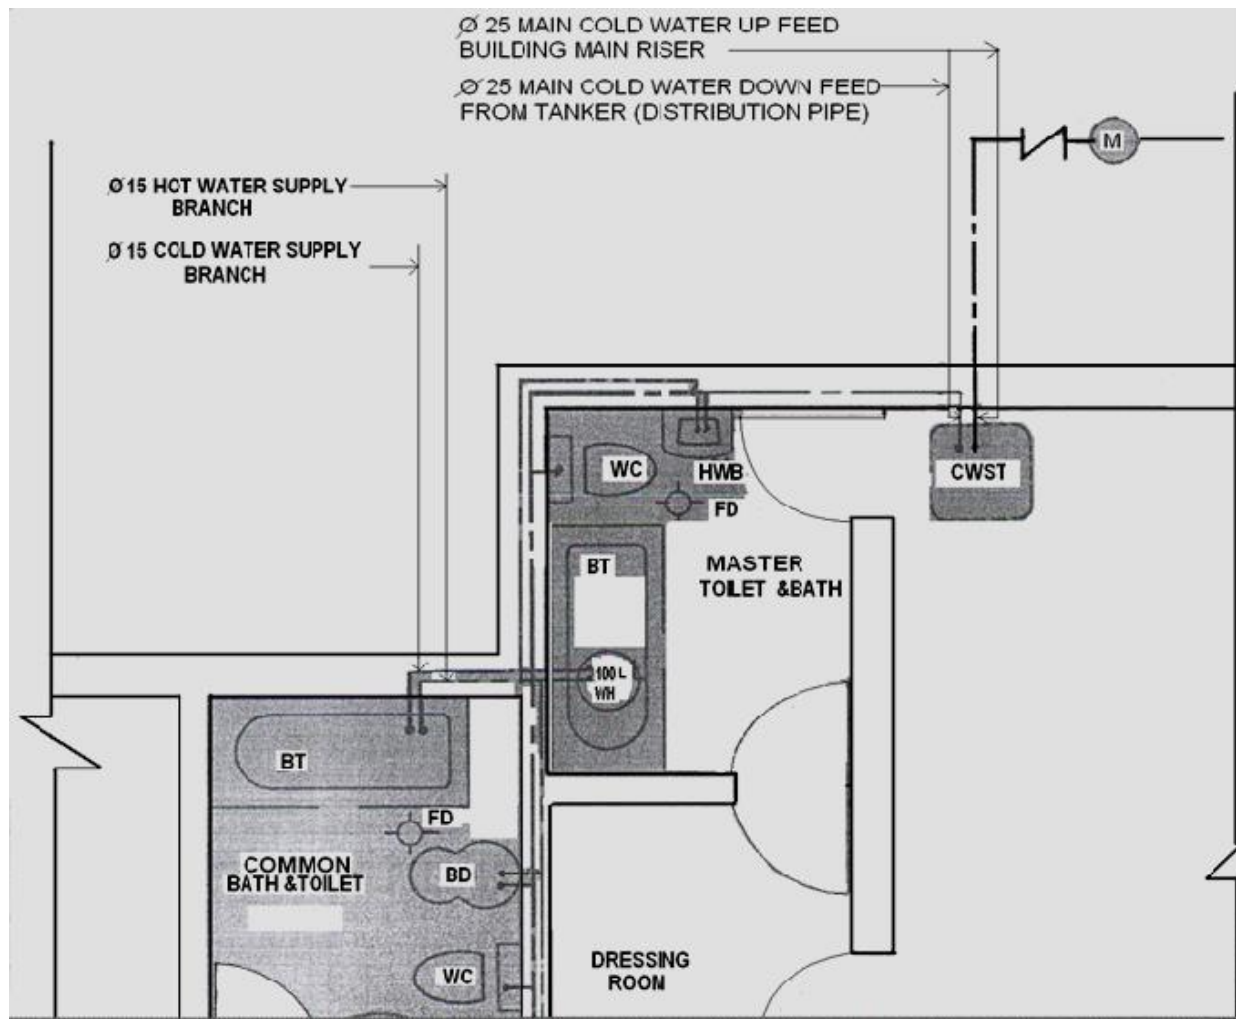 Ø 25 MAIN COLD WATER UP FEED
BUILDING MAIN RISER
Ø 25 MAIN COLD WATER DOWN FEED
FROM TANKER (DISTRIBUTION PIPE)
M
Ø 15 HOT WATER SUPPLY
BRANCH
Ø 15 COLD WATER SUPPLY
BRANCH
WC
HWB
CWST
FD
BT
MASTER
TOILET &BATH
100 L
WH
BT
FD
COMMON
BATH &TOILET
BD
WC
DRESSING
ROOM